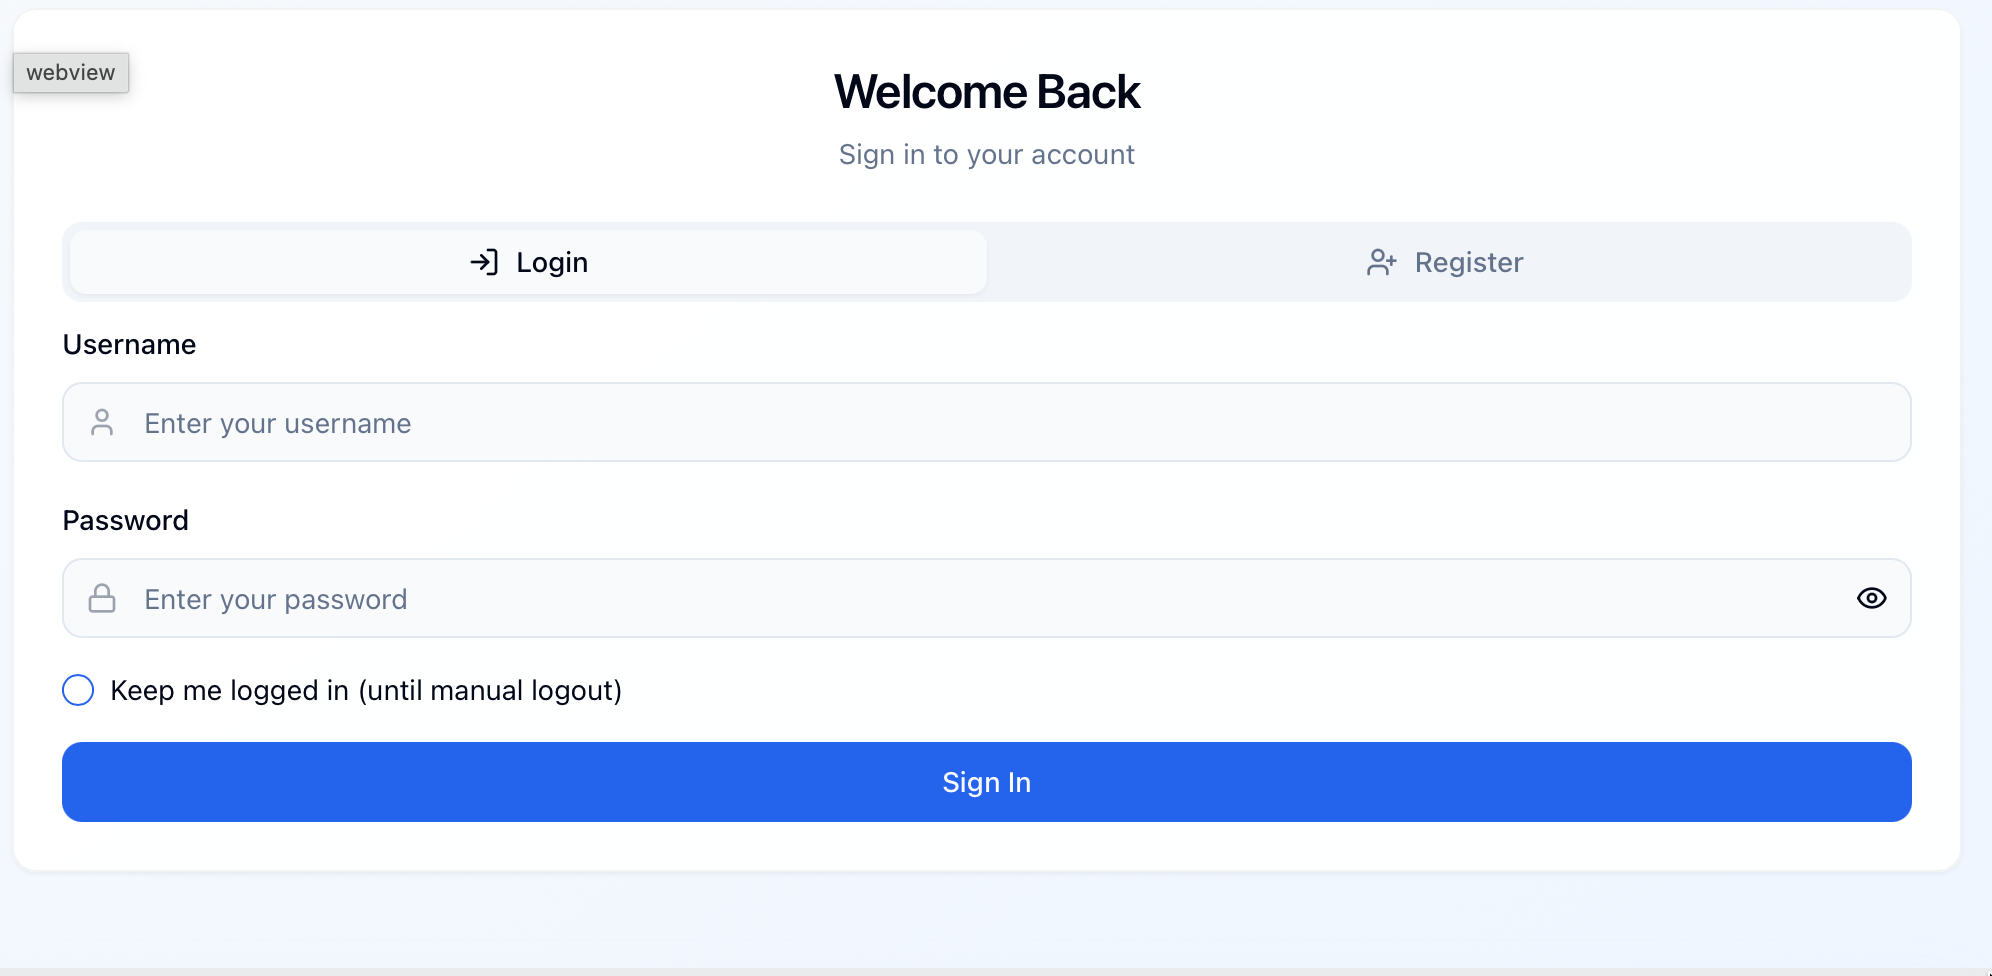 webview
Welcome Back
Sign in to your account
Login
Register
Username
Enter your username
Password
Enter your password
Keep me logged in (until manual logout)
Sign In